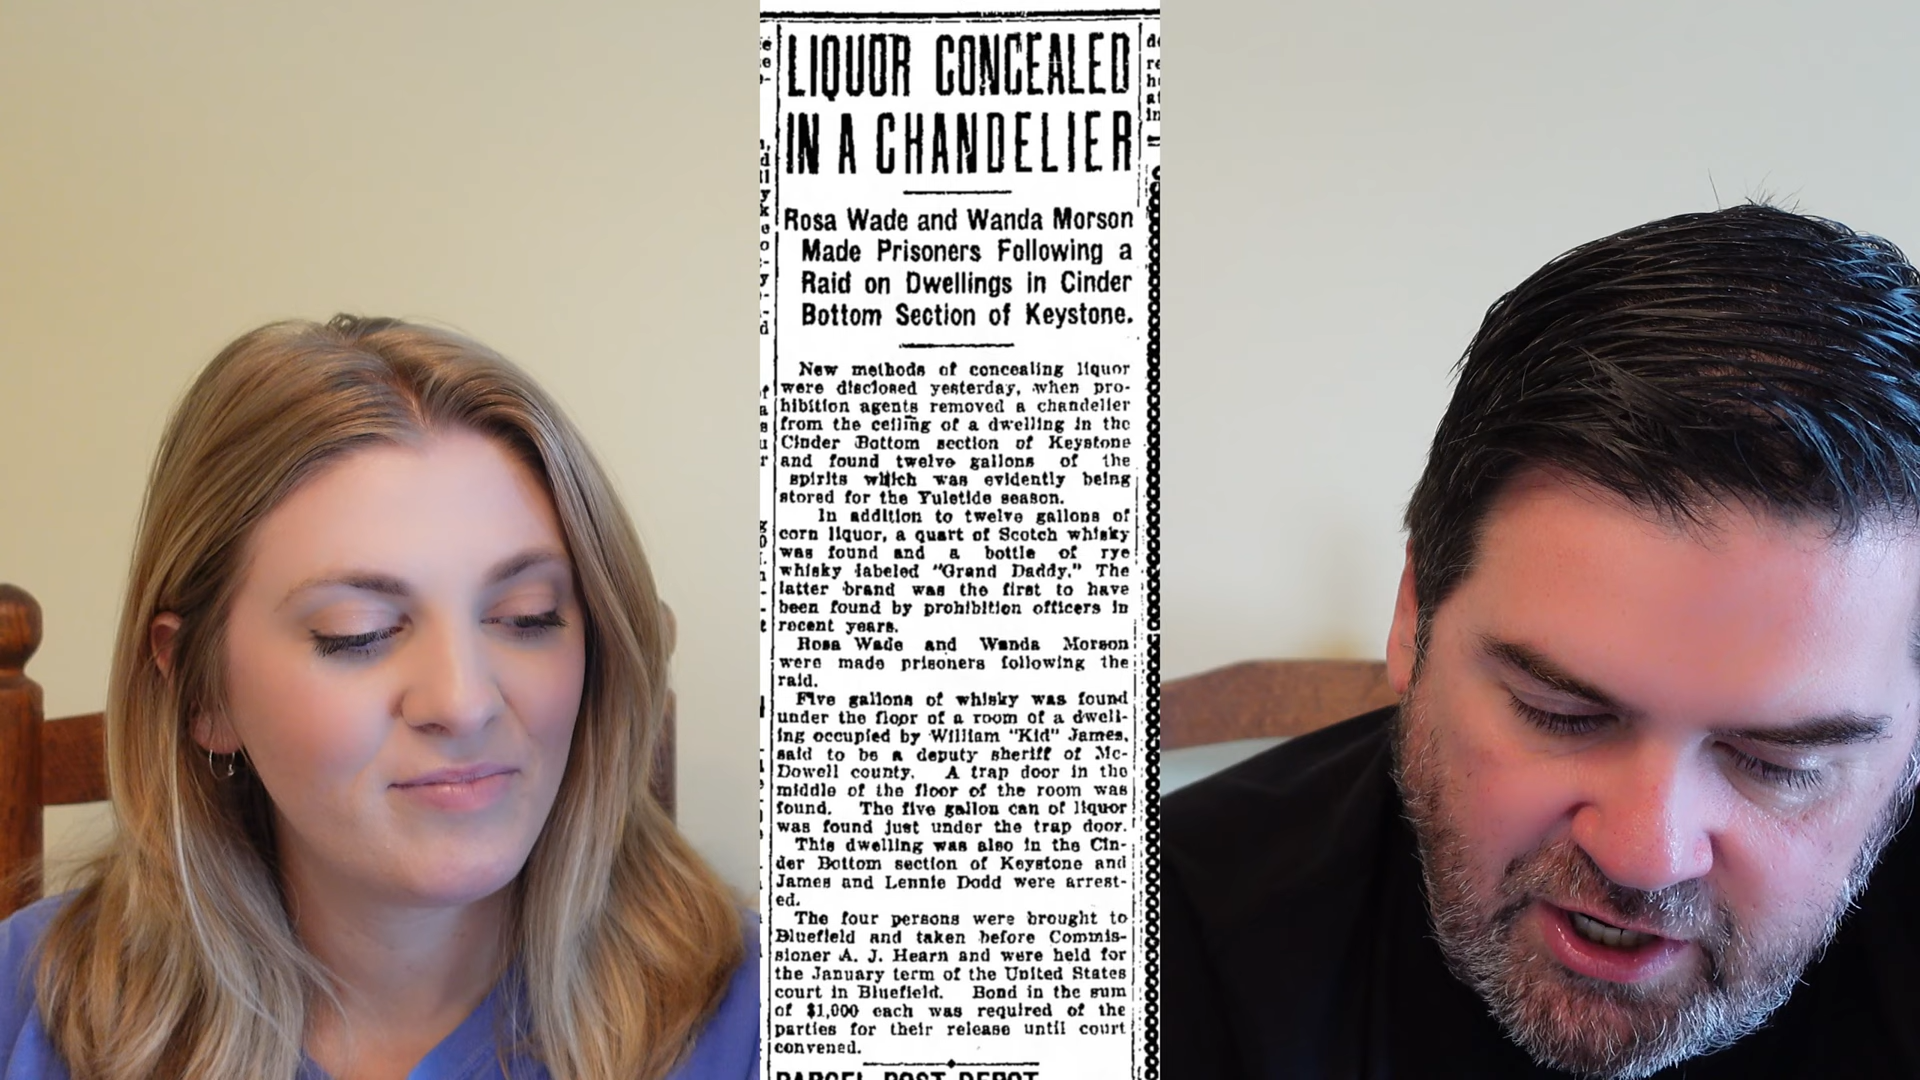 LIQUOR CONCEALED
IN A CHANDELIER
Rosa Wade and Wanda Morson
Made Prisoners Following a
Raid on Dwellings in Cinder
Bottom Section of Keystone.
New methods of concealing liquor
were disclosed yesterday, when pro-
hibition agents removed a chandelier
from the ceiling of a dwelling in the
Cinder Bottom section of Keystone
and found twelve gallons of the
spirits which was evidently being
stored for the Yuletide season.
In addition to twelve gallons of
corn liquor, a quart of Scotch whisky
was found and a bottle of rye
whisky labeled "Grand Daddy." The
latter brand was the first to have
been found by prohibition officers in
recent years.
Rosa Wade and Wanda Morson
were made prisoners following the
raid.
Five gallons of whisky was found
under the floor of a room of a dwell-
ing occupied by William "Kid" James,
said to be a deputy sheriff of Mc-
Dowell county. A trap door in the
middle of the floor of the room was
found. The five gallon can of liquor
was found just under the trap door.
This dwelling was also in the Cin-
der Bottom section of Keystone and
James and Lennie Dodd were arrest-
ed.
The four persons were brought to
Bluefield and taken before Commis-
sioner A. J. Hearn and were held for
the January term of the United States
court in Bluefield. Bond in the sum
of $1,000 each was required of the
parties for their release until court
convened.
PARCEL POST DEPOT